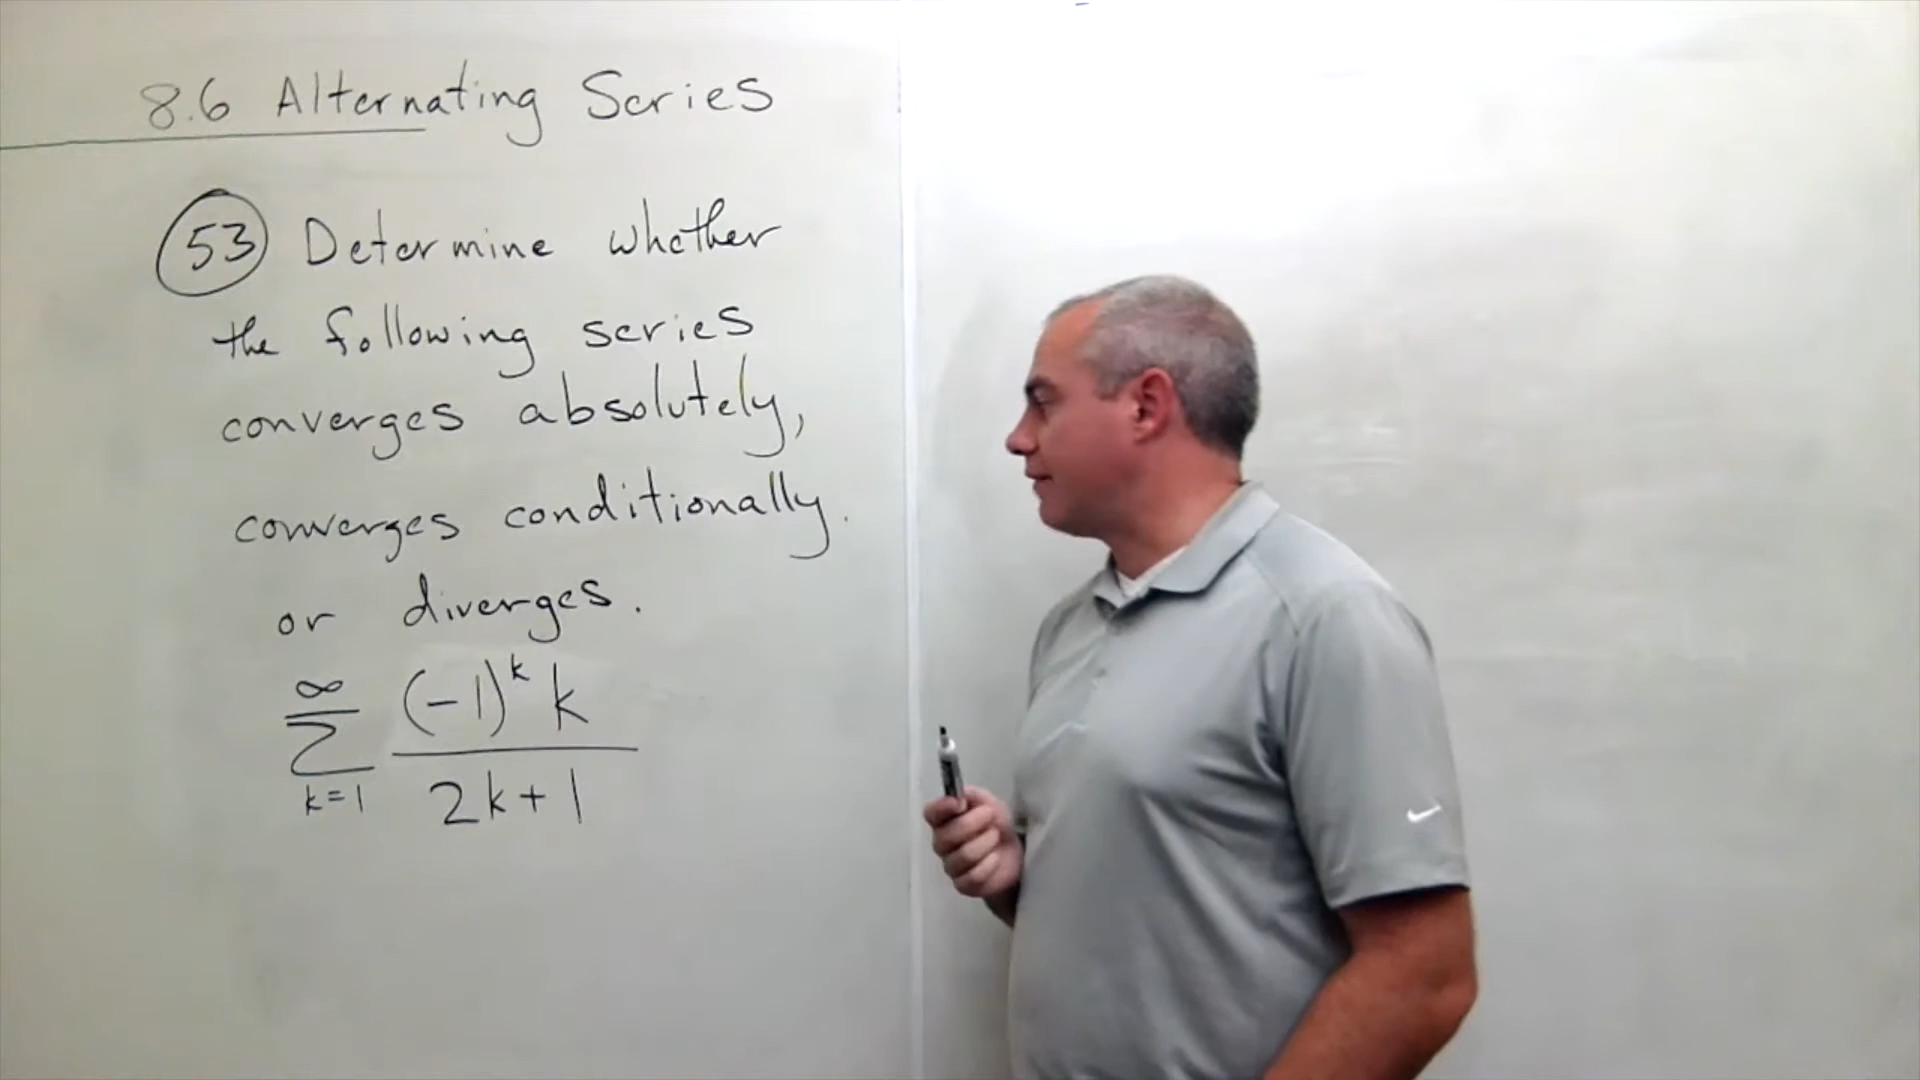 8.6 Alternating Series
53 Determine whether
the following series
converges absolutely,
converges conditionally.
or diverges.
∞
∑ (-1)^k k / 2k+1
k=1